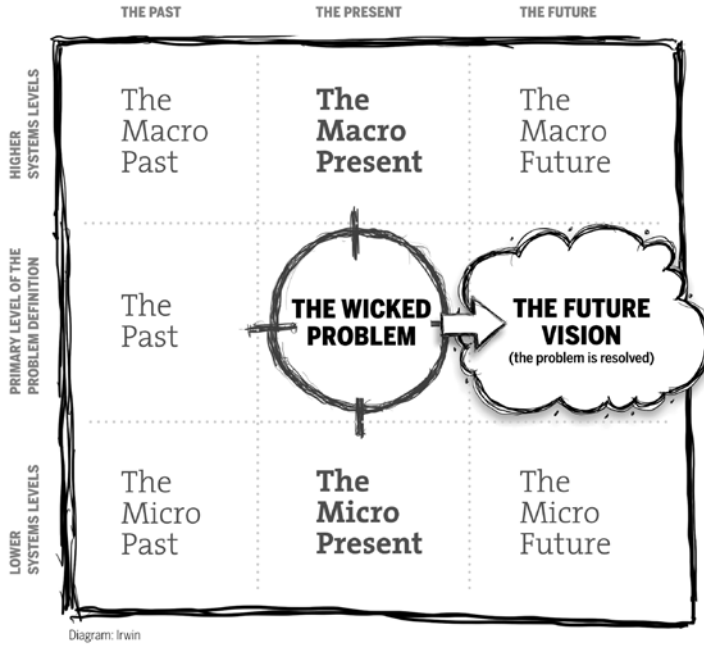 THE PAST
THE PRESENT
THE FUTURE
HIGHER
SYSTEMS LEVELS
The
Macro
Past
The
Macro
Present
The
Macro
Future
PRIMARY LEVEL OF THE
PROBLEM DEFINITION
The
Past
THE WICKED
PROBLEM
THE FUTURE
VISION
(the problem is resolved)
LOWER
SYSTEMS LEVELS
The
Micro
Past
The
Micro
Present
The
Micro
Future
Diagram: Irwin